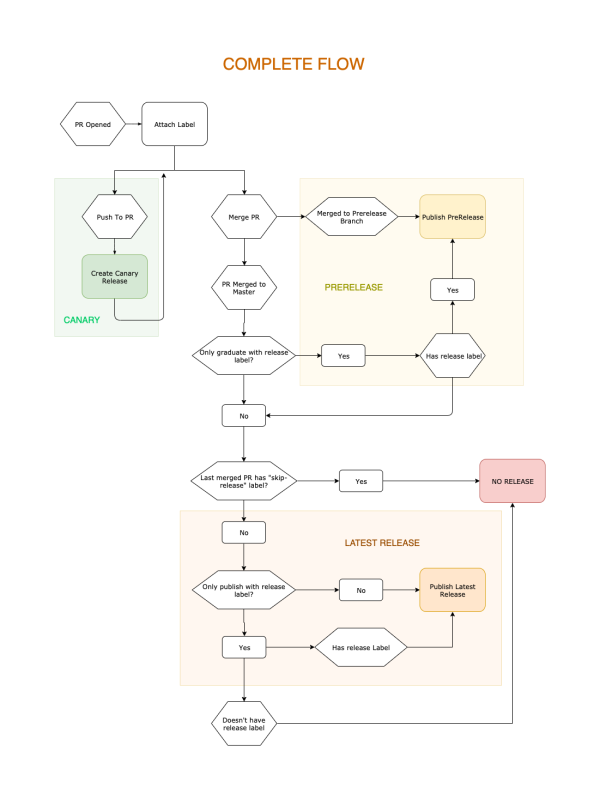 COMPLETE FLOW
PR Opened
Attach Label
Push To PR
Merge PR
Merged to Prerelease
Branch
Publish PreRelease
Create Canary
Release
PR Merged to
Master
PRERELEASE
Yes
CANARY
Only graduate with release
label?
Yes
Has release label
No
Last merged PR has "skip-
release" label?
Yes
NO RELEASE
No
LATEST RELEASE
Only publish with release
label?
No
Publish Latest
Release
Yes
Has release Label
Doesn't have
release label